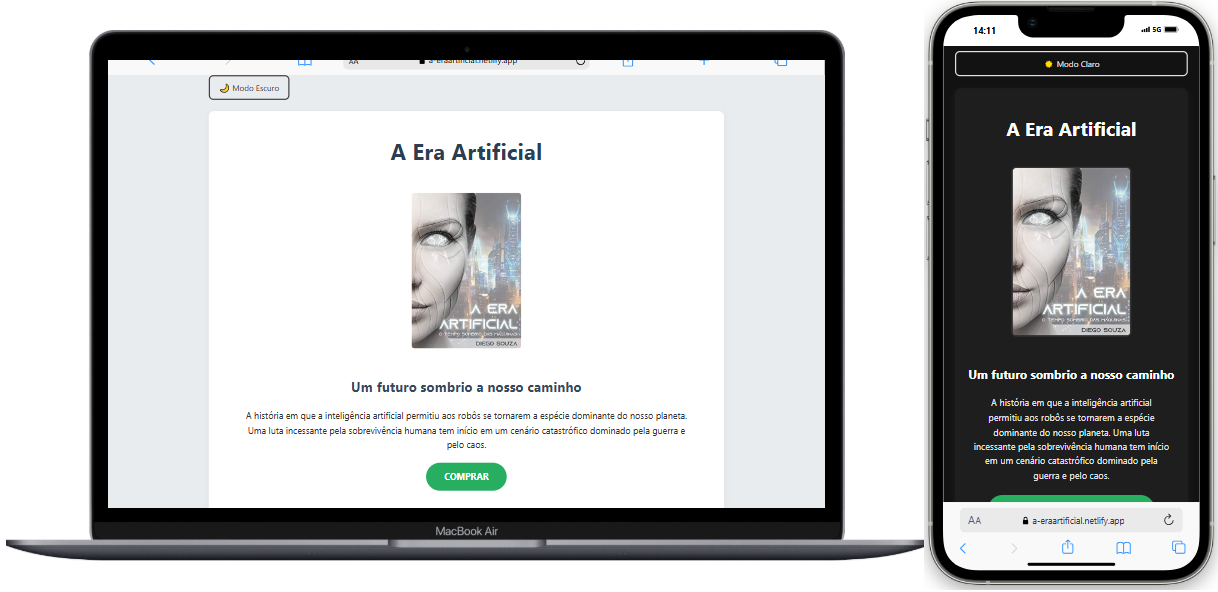 AA a-eraartificial.netlify.app
🌙 Modo Escuro
A Era Artificial
A ERA
ARTIFICIAL
O TEMPO SOMBRIO DAS MÁQUINAS
DIEGO SOUZA
Um futuro sombrio a nosso caminho
A história em que a inteligência artificial permitiu aos robôs se tornarem a espécie dominante do nosso planeta.
Uma luta incessante pela sobrevivência humana tem início em um cenário catastrófico dominado pela guerra e
pelo caos.
COMPRAR
MacBook Air
14:11 5G
Modo Claro
A Era Artificial
A ERA
ARTIFICIAL
O TEMPO SOMBRIO DAS MÁQUINAS
DIEGO SOUZA
Um futuro sombrio a nosso caminho
A história em que a inteligência artificial
permitiu aos robôs se tornarem a espécie
dominante do nosso planeta. Uma luta
incessante pela sobrevivência humana tem início
em um cenário catastrófico dominado pela
guerra e pelo caos.
AA a-eraartificial.netlify.app